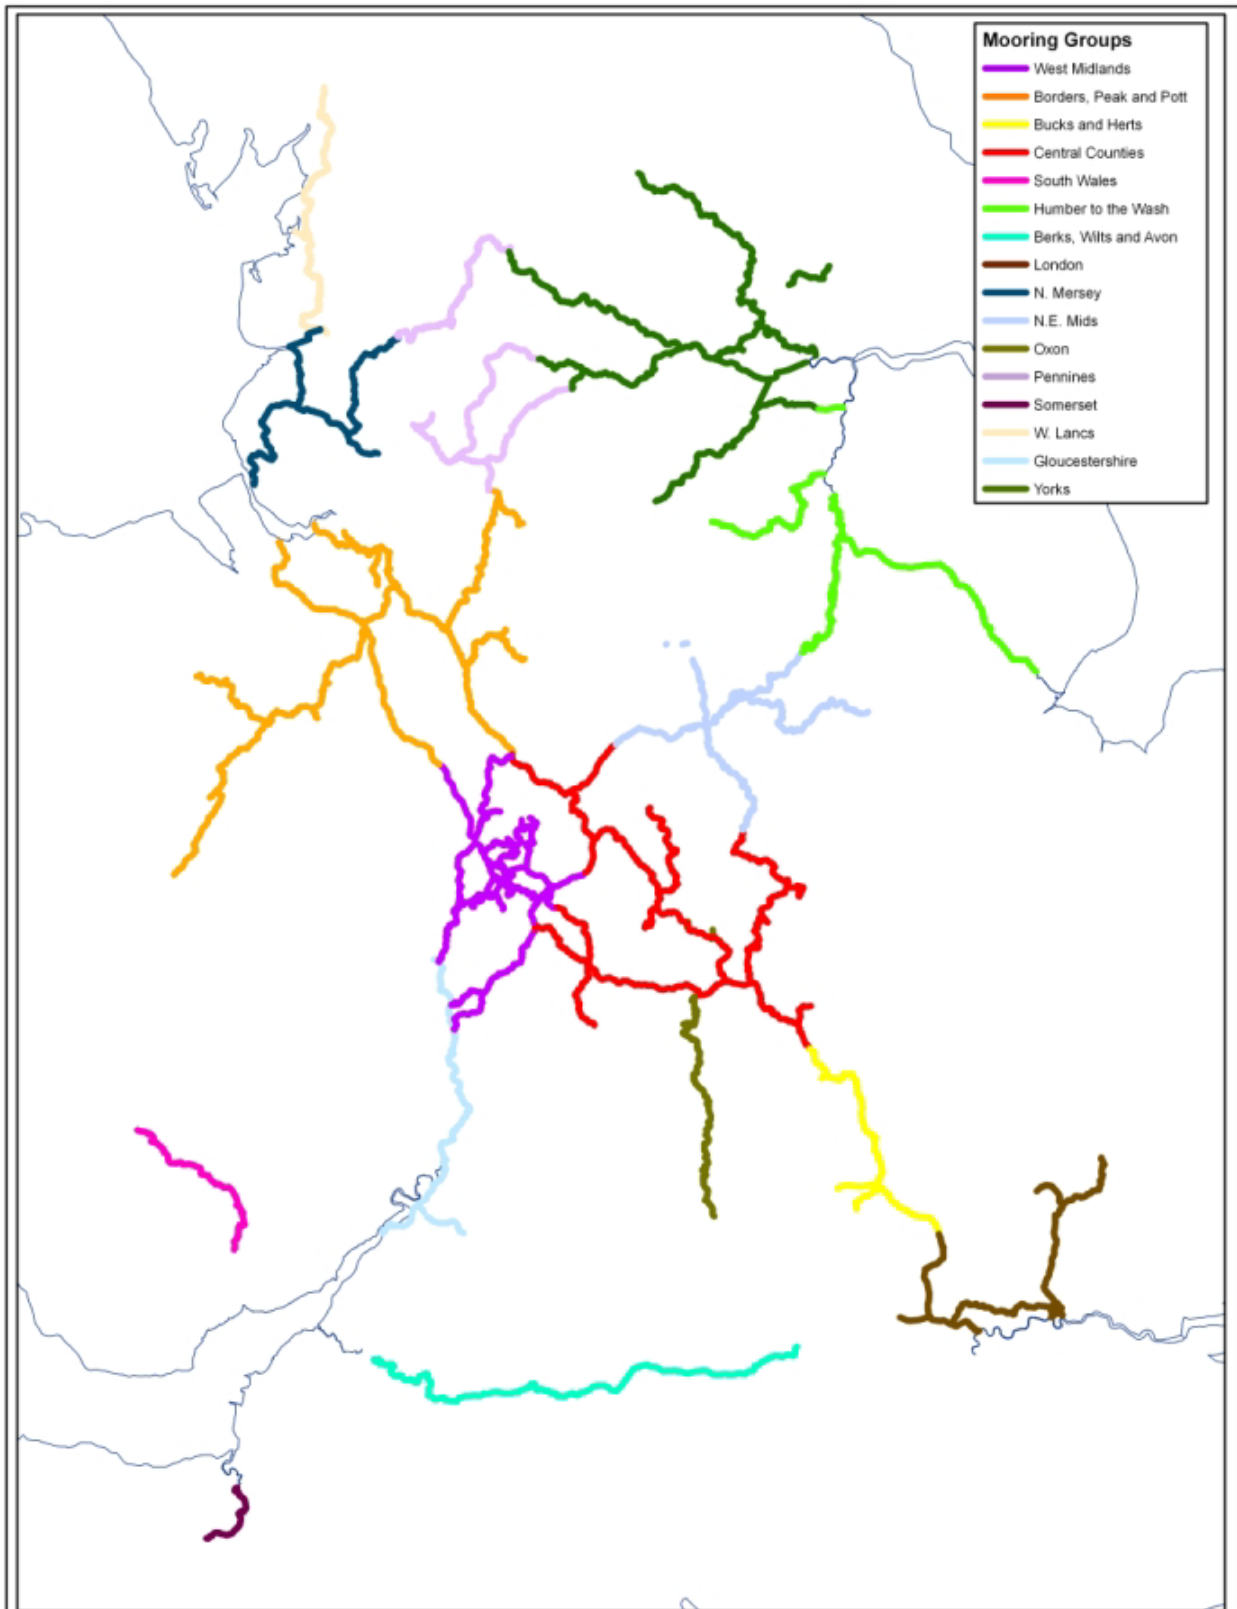 Mooring Groups
West Midlands
Borders, Peak and Pott
Bucks and Herts
Central Counties
South Wales
Humber to the Wash
Berks, Wilts and Avon
London
N. Mersey
N.E. Mids
Oxon
Pennines
Somerset
W. Lancs
Gloucestershire
Yorks